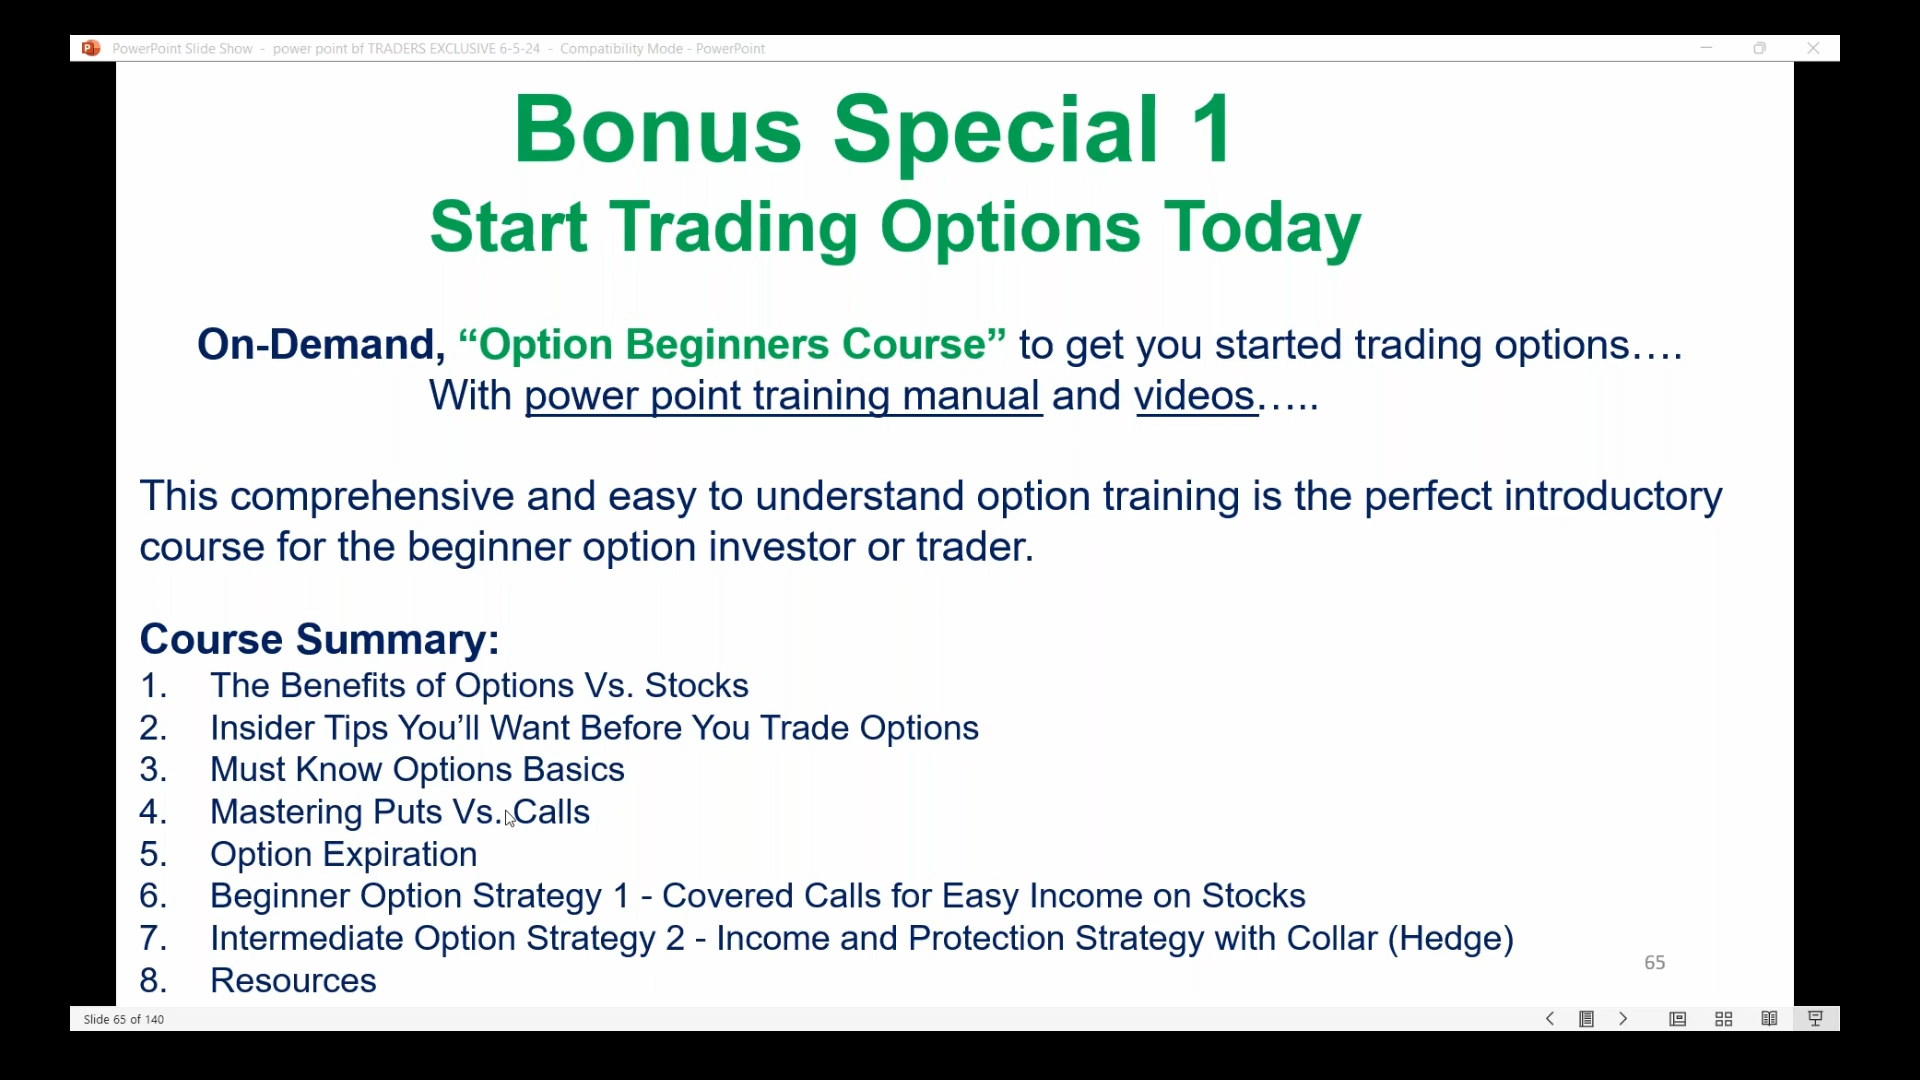 PowerPoint Slide Show - power point bf TRADERS EXCLUSIVE 6-5-24 - Compatibility Mode - PowerPoint
Bonus Special 1
Start Trading Options Today
On-Demand, “Option Beginners Course” to get you started trading options….
With power point training manual and videos…..
This comprehensive and easy to understand option training is the perfect introductory
course for the beginner option investor or trader.
Course Summary:
1. The Benefits of Options Vs. Stocks
2. Insider Tips You’ll Want Before You Trade Options
3. Must Know Options Basics
4. Mastering Puts Vs. Calls
5. Option Expiration
6. Beginner Option Strategy 1 - Covered Calls for Easy Income on Stocks
7. Intermediate Option Strategy 2 - Income and Protection Strategy with Collar (Hedge)
8. Resources
65
Slide 65 of 140